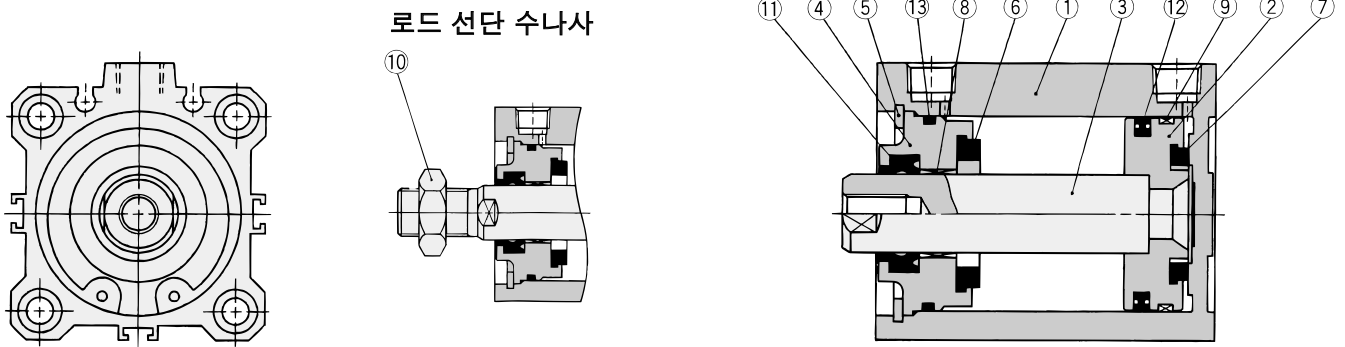 로드 선단 수나사
⑩
⑪ ④ ⑤ ⑬ ⑧ ⑥ ① ③ ⑫ ⑨ ② ⑦